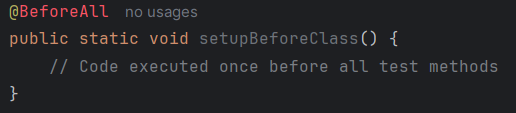 @BeforeAll no usages
public static void setupBeforeClass() {
    // Code executed once before all test methods
}